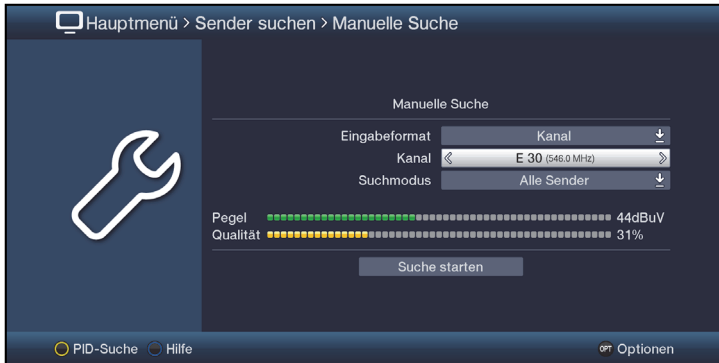 Hauptmenü > Sender suchen > Manuelle Suche
Manuelle Suche
Eingabeformat Kanal
Kanal E 30 (546.0 MHz)
Suchmodus Alle Sender
Pegel 44dBuV
Qualität 31%
Suche starten
PID-Suche Hilfe OPT Optionen